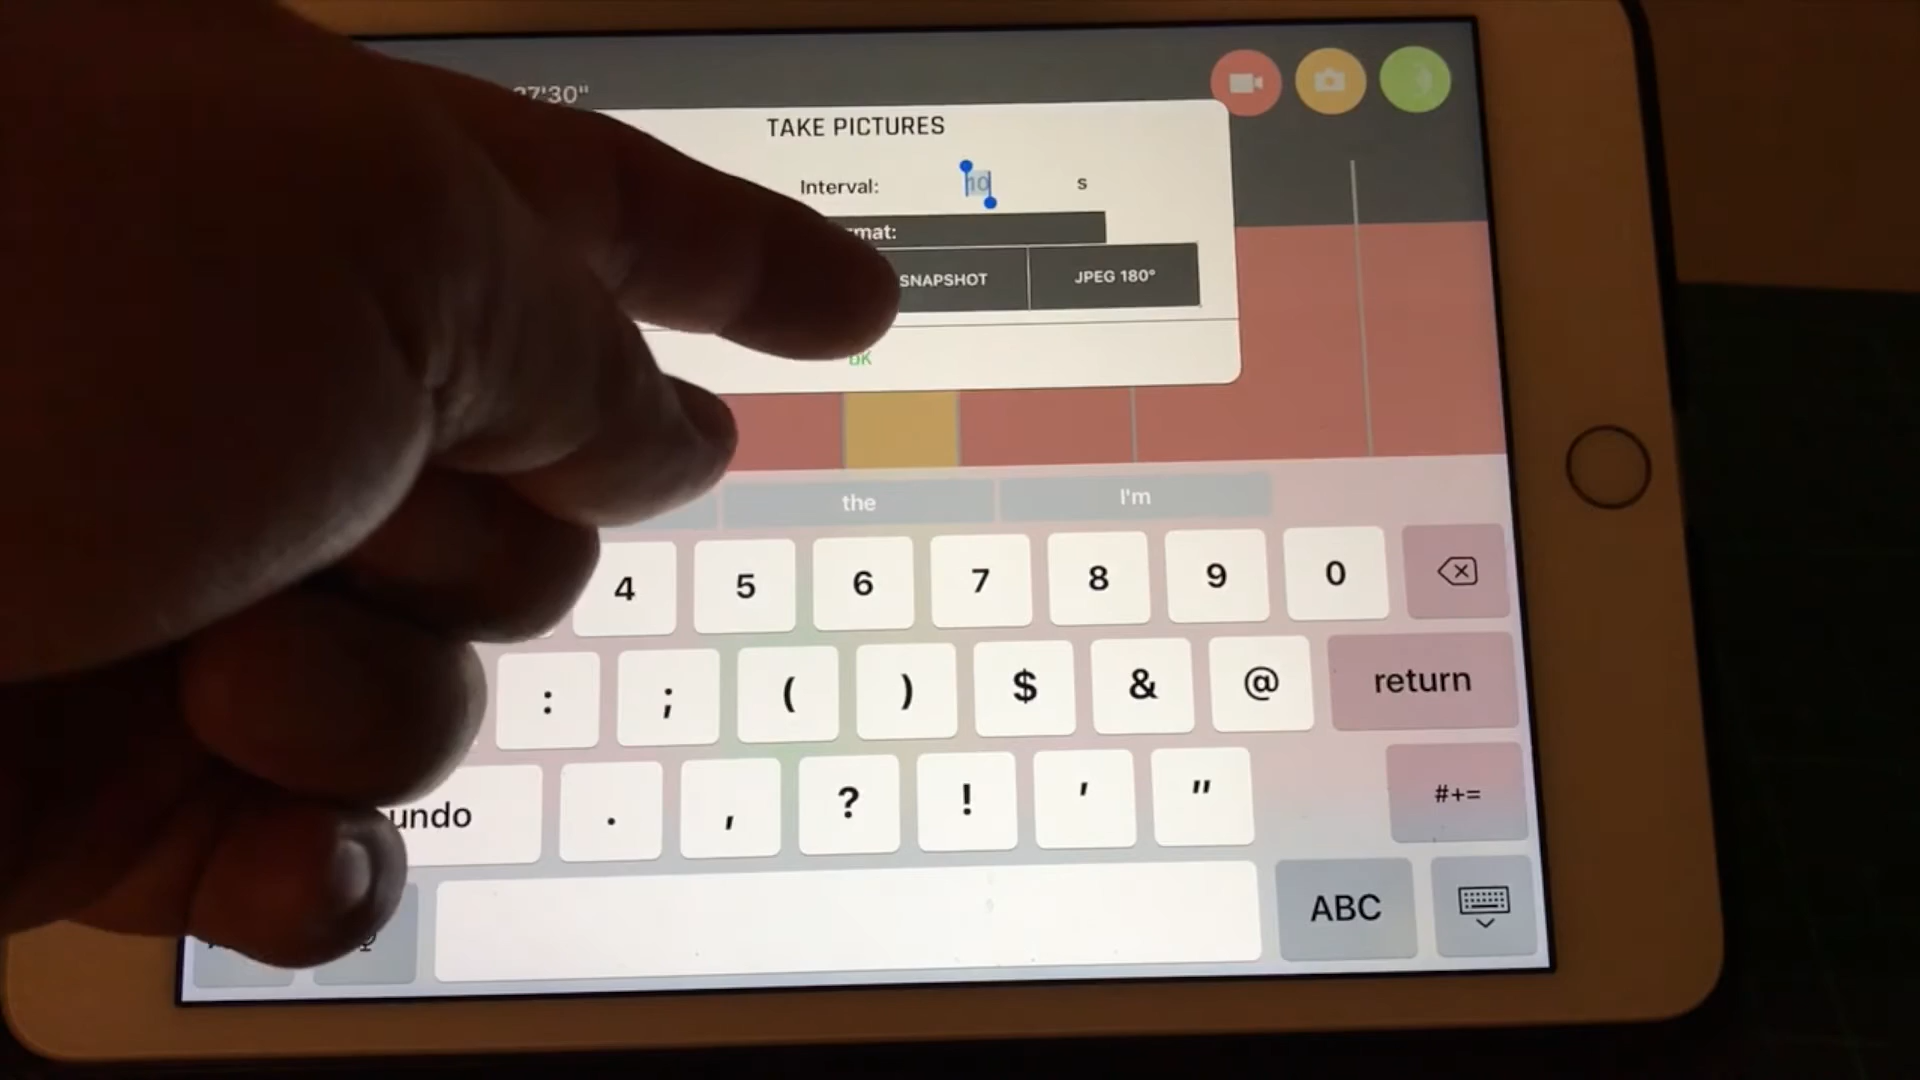 27'30"
TAKE PICTURES
Interval: 10 s
rmat:
SNAPSHOT JPEG 180°
OK
the I'm
4 5 6 7 8 9 0
: ; ( ) $ & @ return
undo . , ? ! ' " #+=
ABC